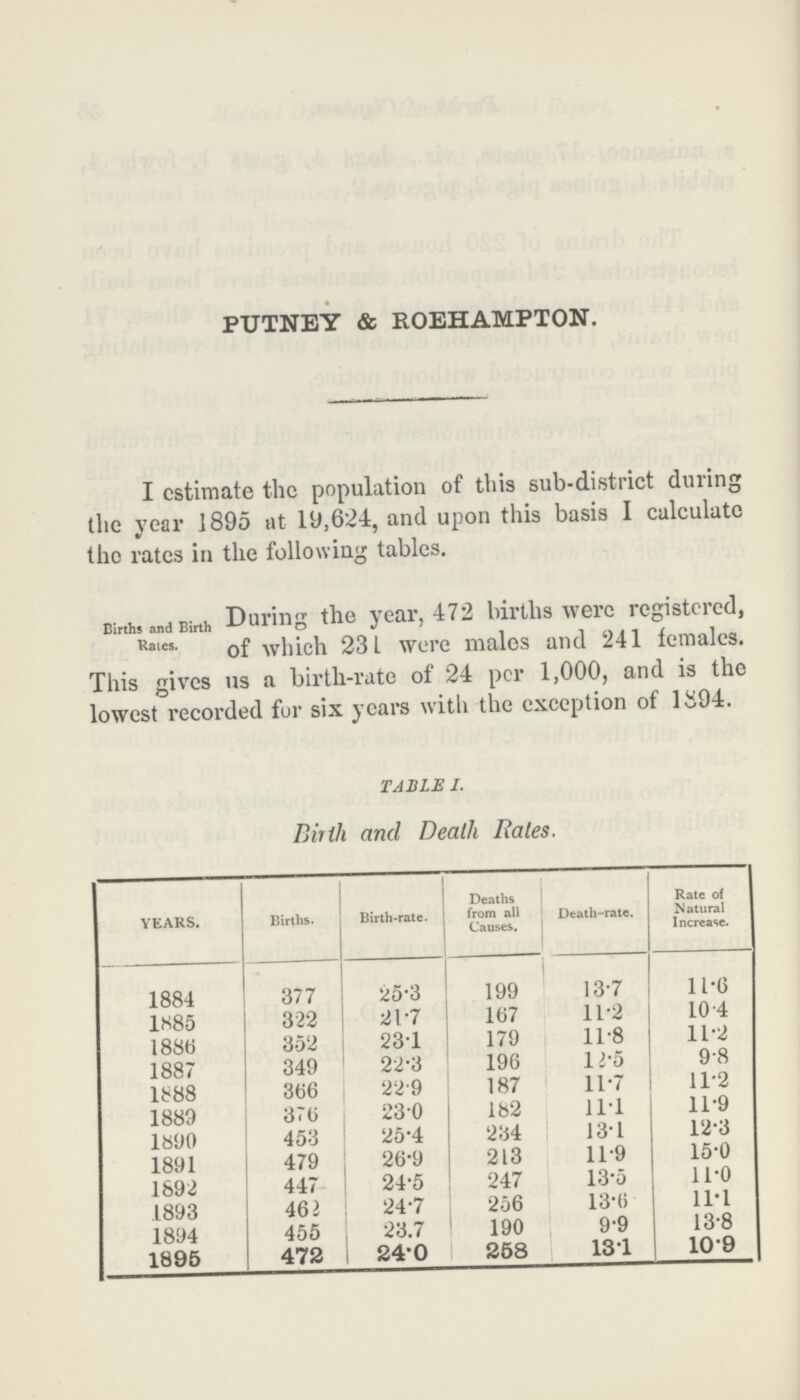 PUTNEY & ROEHAMPTON.
I estimate the population of this sub-district during
the year 1895 at 19,624, and upon this basis I calculate
the rates in the following tables.
Births and Birth Rates. During the year, 472 births were registered,
of which 231 were males and 241 females.
This gives us a birth-rate of 24 per 1,000, and is the
lowest recorded for six years with the exception of 1894.
TABLE I.
Birth and Death Rates.
YEARS. Births. Birth-rate. Deaths from all Causes. Death-rate. Rate of Natural Increase.
1884 377 25·3 199 13·7 11·6
1885 322 21·7 167 11·2 10·4
1886 352 23·1 179 11·8 11·2
1887 349 22·3 196 12·5 9·8
1888 366 22·9 187 11·7 11·2
1889 376 23·0 182 11·1 11·9
1890 453 25·4 234 13·1 12·3
1891 479 26·9 213 11·9 15·0
1892 447 24·5 247 13·5 11·0
1893 462 24·7 256 13·6 11·1
1894 455 23.7 190 9·9 13·8
1895 472 24·0 258 13·1 10·9